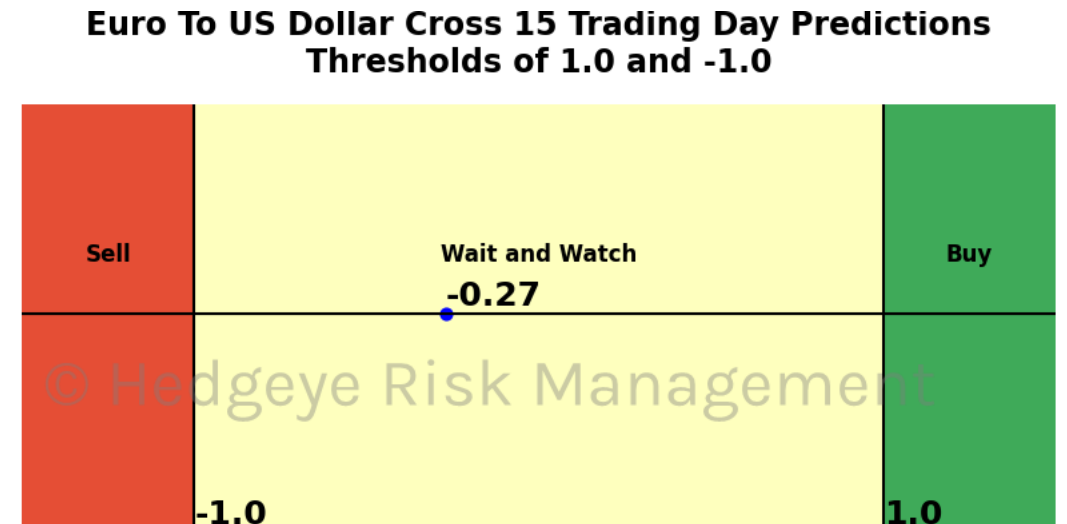 Euro To US Dollar Cross 15 Trading Day Predictions
Thresholds of 1.0 and -1.0
Sell
Wait and Watch
Buy
-0.27
© Hedgeye Risk Management
-1.0
1.0